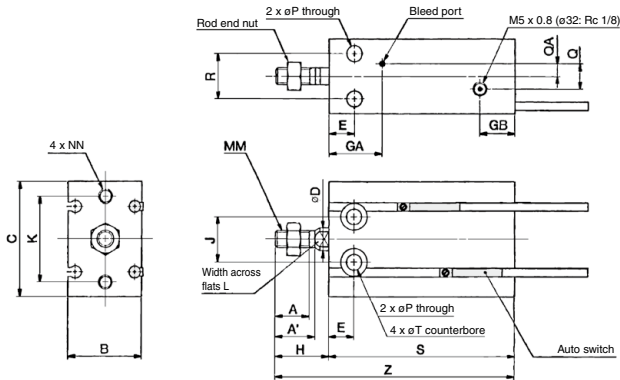 2 x øP through
Bleed port
Rod end nut
M5 x 0.8 (ø32: Rc 1/8)
QA
Q
R
E
GA
GB
4 x NN
MM
øD
C
K
J
Width across
flats L
A
A'
E
2 x øP through
4 x øT counterbore
Auto switch
B
H
S
Z